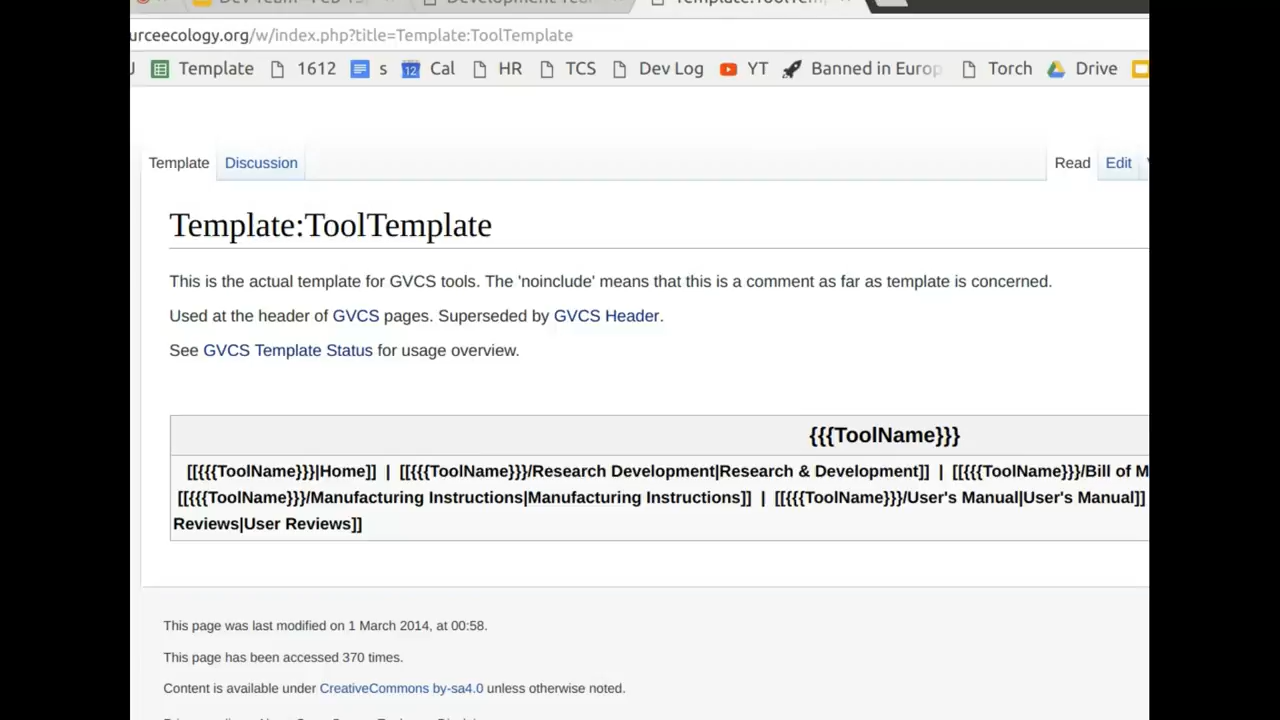 urceecology.org/w/index.php?title=Template:ToolTemplate
Template 1612 s Cal HR TCS Dev Log YT Banned in Europ Torch Drive
Template Discussion Read Edit
Template:ToolTemplate
This is the actual template for GVCS tools. The 'noinclude' means that this is a comment as far as template is concerned.
Used at the header of GVCS pages. Superseded by GVCS Header.
See GVCS Template Status for usage overview.
{{{ToolName}}}
[[{{{ToolName}}}|Home]] | [[{{{ToolName}}}/Research Development|Research & Development]] | [[{{{ToolName}}}/Bill of M
[[{{{ToolName}}}/Manufacturing Instructions|Manufacturing Instructions]] | [[{{{ToolName}}}/User's Manual|User's Manual]]
Reviews|User Reviews]]
This page was last modified on 1 March 2014, at 00:58.
This page has been accessed 370 times.
Content is available under CreativeCommons by-sa4.0 unless otherwise noted.